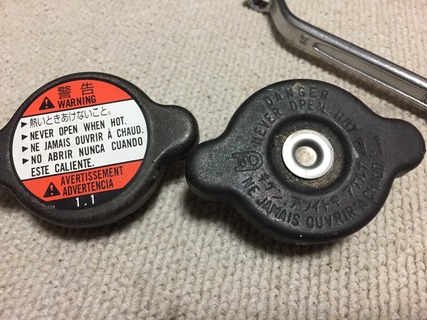 警告
WARNING
熱いときあけないこと。
NEVER OPEN WHEN HOT.
NE JAMAIS OUVRIR À CHAUD.
NO ABRIR NUNCA CUANDO
ESTE CALIENTE.
AVERTISSEMENT
ADVERTENCIA
1.1
DANGER
NEVER OPEN HOT
NE JAMAIS OUVRIR